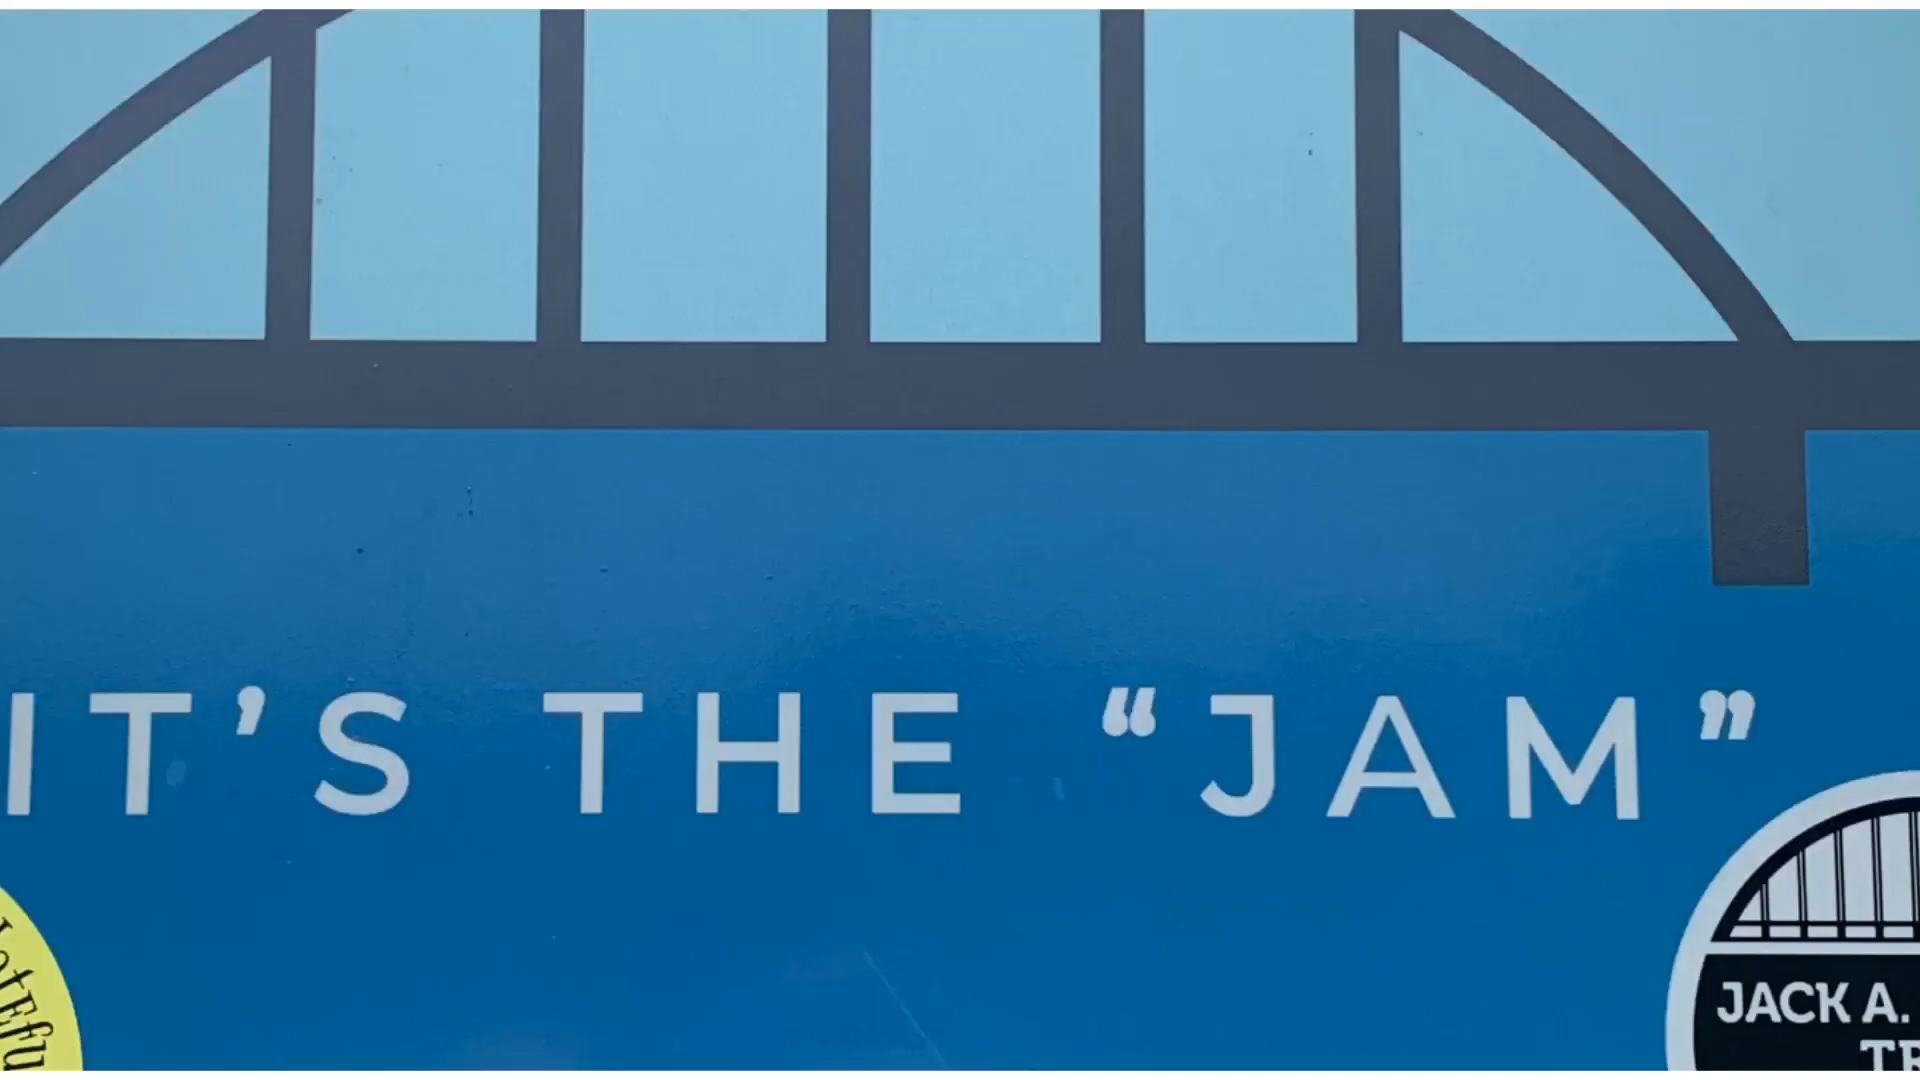 IT’S THE “JAM”
JACK A.